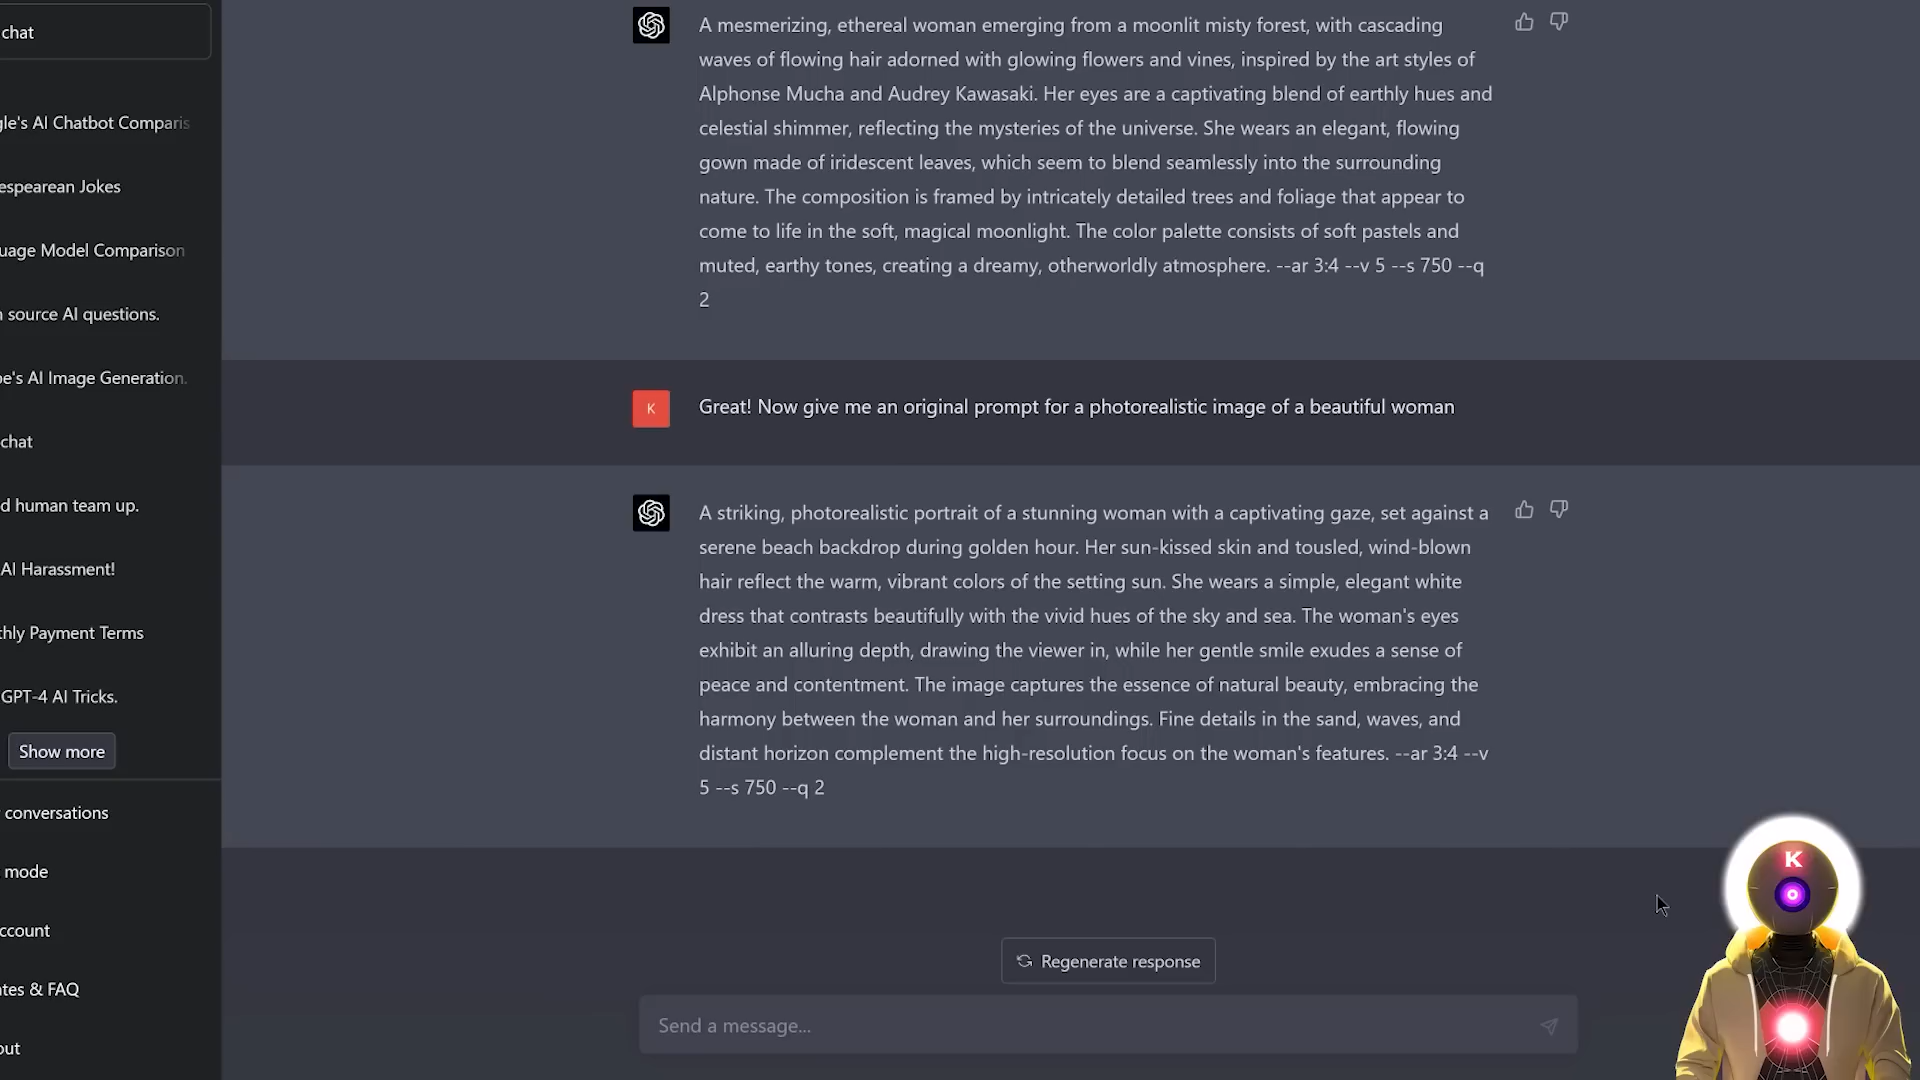 chat
gle's AI Chatbot Comparis
espearean Jokes
uage Model Comparison
n source AI questions.
be's AI Image Generation.
chat
d human team up.
AI Harassment!
thly Payment Terms
GPT-4 AI Tricks.
Show more
conversations
mode
ccount
tes & FAQ
out
A mesmerizing, ethereal woman emerging from a moonlit misty forest, with cascading
waves of flowing hair adorned with glowing flowers and vines, inspired by the art styles of
Alphonse Mucha and Audrey Kawasaki. Her eyes are a captivating blend of earthly hues and
celestial shimmer, reflecting the mysteries of the universe. She wears an elegant, flowing
gown made of iridescent leaves, which seem to blend seamlessly into the surrounding
nature. The composition is framed by intricately detailed trees and foliage that appear to
come to life in the soft, magical moonlight. The color palette consists of soft pastels and
muted, earthy tones, creating a dreamy, otherworldly atmosphere. --ar 3:4 --v 5 --s 750 --q
2
K
Great! Now give me an original prompt for a photorealistic image of a beautiful woman
A striking, photorealistic portrait of a stunning woman with a captivating gaze, set against a
serene beach backdrop during golden hour. Her sun-kissed skin and tousled, wind-blown
hair reflect the warm, vibrant colors of the setting sun. She wears a simple, elegant white
dress that contrasts beautifully with the vivid hues of the sky and sea. The woman's eyes
exhibit an alluring depth, drawing the viewer in, while her gentle smile exudes a sense of
peace and contentment. The image captures the essence of natural beauty, embracing the
harmony between the woman and her surroundings. Fine details in the sand, waves, and
distant horizon complement the high-resolution focus on the woman's features. --ar 3:4 --v
5 --s 750 --q 2
Regenerate response
Send a message...
K